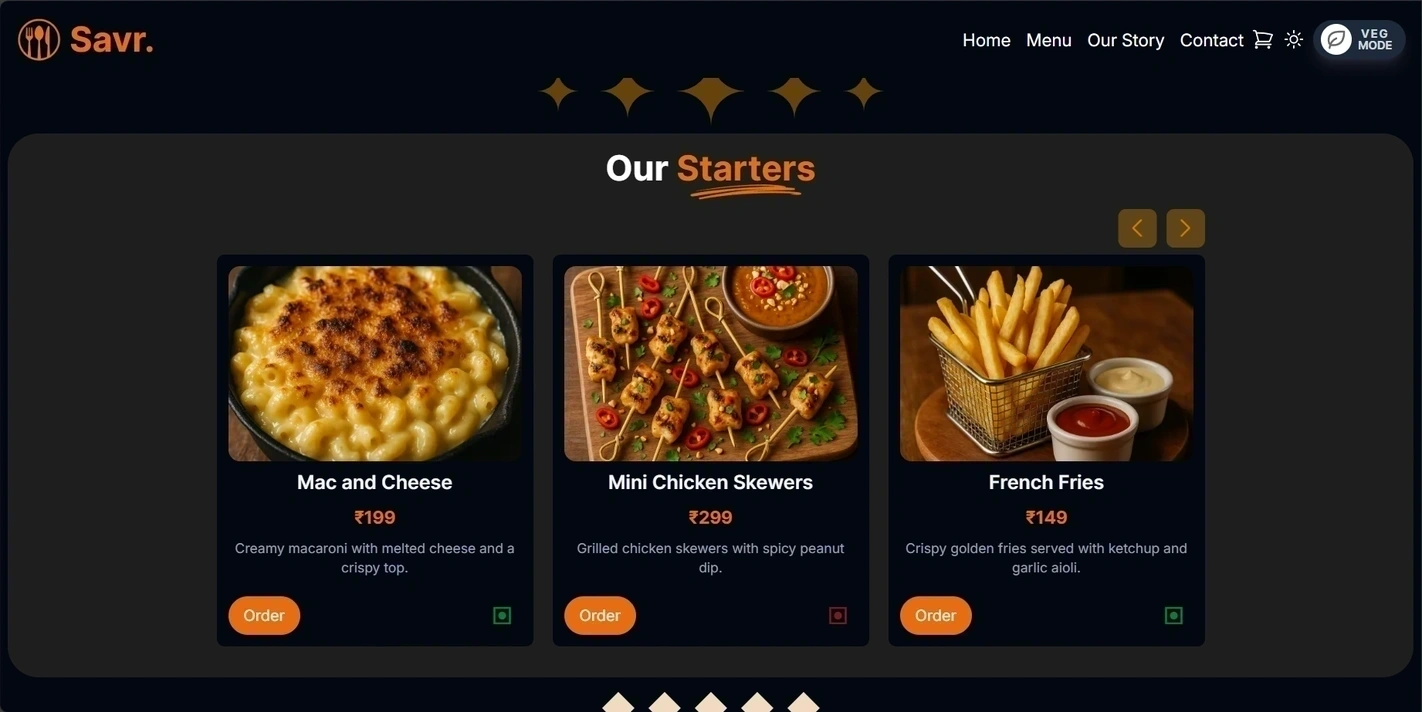 Savr.
Home Menu Our Story Contact
VEG
MODE
Our Starters
Mac and Cheese
₹199
Creamy macaroni with melted cheese and a
crispy top.
Order
Mini Chicken Skewers
₹299
Grilled chicken skewers with spicy peanut
dip.
Order
French Fries
₹149
Crispy golden fries served with ketchup and
garlic aioli.
Order